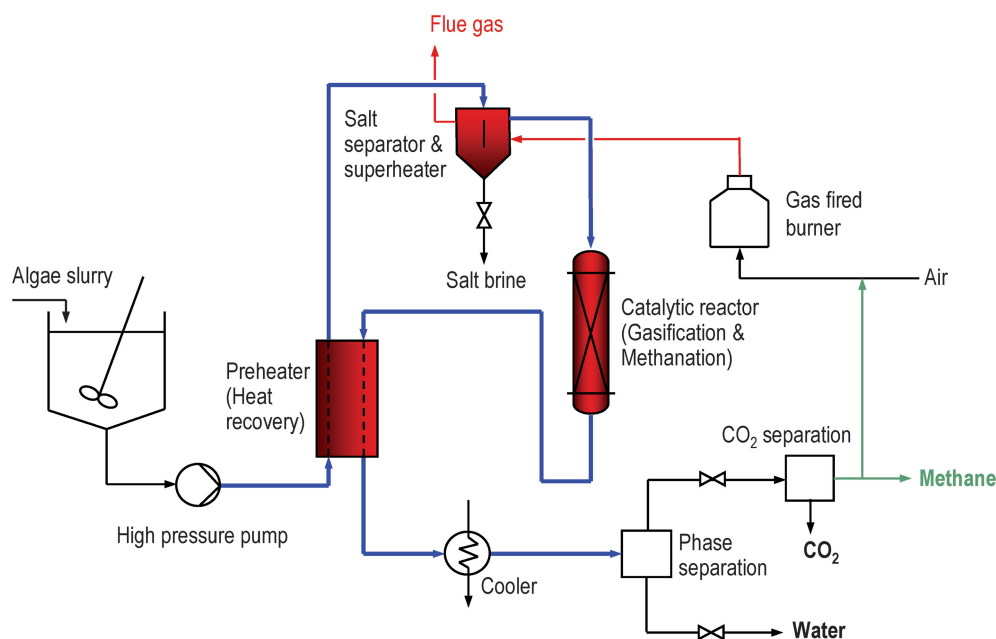 Flue gas
Salt
separator &
superheater
Gas fired
burner
Algae slurry
Salt brine
Air
Catalytic reactor
(Gasification &
Methanation)
Preheater
(Heat
recovery)
CO₂ separation
Methane
High pressure pump
Phase
separation
CO₂
Cooler
Water